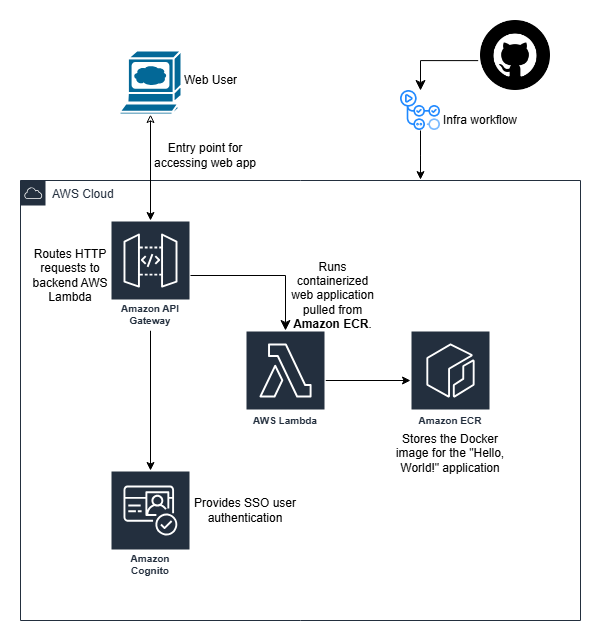 Web User
Infra workflow
Entry point for
accessing web app
AWS Cloud
Routes HTTP
requests to
backend AWS
Lambda
Amazon API
Gateway
Runs
containerized
web application
pulled from
Amazon ECR.
AWS Lambda
Amazon ECR
Stores the Docker
image for the "Hello,
World!" application
Provides SSO user
authentication
Amazon
Cognito